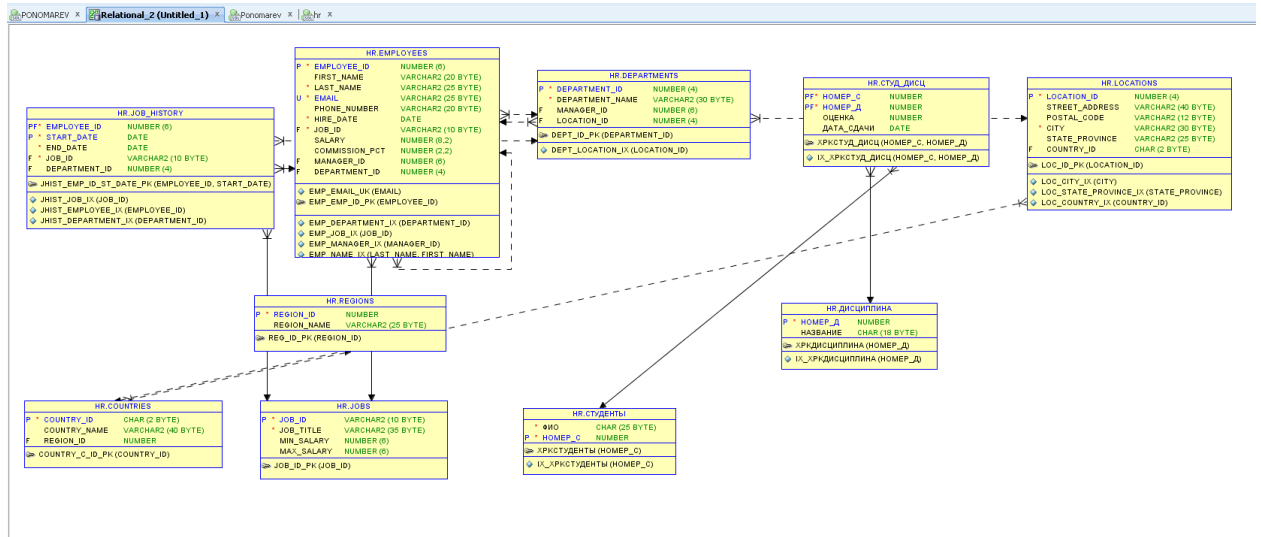 PONOMAREV x Relational_2 (Untitled_1) x Ponomarev x hr x
HR.EMPLOYEES
P * EMPLOYEE_ID NUMBER (6)
FIRST_NAME VARCHAR2 (20 BYTE)
* LAST_NAME VARCHAR2 (25 BYTE)
U * EMAIL VARCHAR2 (25 BYTE)
PHONE_NUMBER VARCHAR2 (20 BYTE)
* HIRE_DATE DATE
F * JOB_ID VARCHAR2 (10 BYTE)
SALARY NUMBER (8,2)
COMMISSION_PCT NUMBER (2,2)
F MANAGER_ID NUMBER (6)
F DEPARTMENT_ID NUMBER (4)
EMP_EMAIL_UK (EMAIL)
EMP_EMP_ID_PK (EMPLOYEE_ID)
EMP_DEPARTMENT_IX (DEPARTMENT_ID)
EMP_JOB_IX (JOB_ID)
EMP_MANAGER_IX (MANAGER_ID)
EMP_NAME_IX (LAST_NAME, FIRST_NAME)
HR.DEPARTMENTS
P * DEPARTMENT_ID NUMBER (4)
* DEPARTMENT_NAME VARCHAR2 (30 BYTE)
F MANAGER_ID NUMBER (6)
F LOCATION_ID NUMBER (4)
DEPT_ID_PK (DEPARTMENT_ID)
DEPT_LOCATION_IX (LOCATION_ID)
HR.СТУД_ДИСЦ
PF* НОМЕР_С NUMBER
PF* НОМЕР_Д NUMBER
ОЦЕНКА NUMBER
ДАТА_СДАЧИ DATE
XPKСТУД_ДИСЦ (НОМЕР_С, НОМЕР_Д)
IX_XPKСТУД_ДИСЦ (НОМЕР_С, НОМЕР_Д)
HR.LOCATIONS
P * LOCATION_ID NUMBER (4)
STREET_ADDRESS VARCHAR2 (40 BYTE)
POSTAL_CODE VARCHAR2 (12 BYTE)
* CITY VARCHAR2 (30 BYTE)
STATE_PROVINCE VARCHAR2 (25 BYTE)
F COUNTRY_ID CHAR (2 BYTE)
LOC_ID_PK (LOCATION_ID)
LOC_CITY_IX (CITY)
LOC_STATE_PROVINCE_IX (STATE_PROVINCE)
LOC_COUNTRY_IX (COUNTRY_ID)
HR.JOB_HISTORY
PF* EMPLOYEE_ID NUMBER (6)
P * START_DATE DATE
* END_DATE DATE
F * JOB_ID VARCHAR2 (10 BYTE)
F DEPARTMENT_ID NUMBER (4)
JHIST_EMP_ID_ST_DATE_PK (EMPLOYEE_ID, START_DATE)
JHIST_JOB_IX (JOB_ID)
JHIST_EMPLOYEE_IX (EMPLOYEE_ID)
JHIST_DEPARTMENT_IX (DEPARTMENT_ID)
HR.REGIONS
P * REGION_ID NUMBER
REGION_NAME VARCHAR2 (25 BYTE)
REG_ID_PK (REGION_ID)
HR.ДИСЦИПЛИНА
P * НОМЕР_Д NUMBER
НАЗВАНИЕ CHAR (18 BYTE)
XPKДИСЦИПЛИНА (НОМЕР_Д)
IX_XPKДИСЦИПЛИНА (НОМЕР_Д)
HR.COUNTRIES
P * COUNTRY_ID CHAR (2 BYTE)
COUNTRY_NAME VARCHAR2 (40 BYTE)
F REGION_ID NUMBER
COUNTRY_C_ID_PK (COUNTRY_ID)
HR.JOBS
P * JOB_ID VARCHAR2 (10 BYTE)
* JOB_TITLE VARCHAR2 (35 BYTE)
MIN_SALARY NUMBER (6)
MAX_SALARY NUMBER (6)
JOB_ID_PK (JOB_ID)
HR.СТУДЕНТЫ
* ФИО CHAR (25 BYTE)
P * НОМЕР_С NUMBER
XPKСТУДЕНТЫ (НОМЕР_С)
IX_XPKСТУДЕНТЫ (НОМЕР_С)